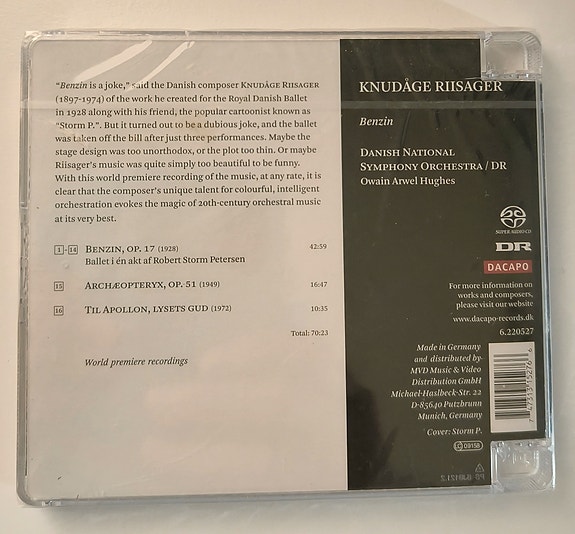 "Benzin is a joke," said the Danish composer KNUDÅGE RIISAGER
(1897-1974) of the work he created for the Royal Danish Ballet
in 1928 along with his friend, the popular cartoonist known as
"Storm P.". But it turned out to be a dubious joke, and the ballet
was taken off the bill after just three performances. Maybe the
stage design was too unorthodox, or the plot too thin. Or maybe
Riisager's music was quite simply too beautiful to be funny.
With this world premiere recording of the music, at any rate, it is
clear that the composer's unique talent for colourful, intelligent
orchestration evokes the magic of 20th-century orchestral music
at its very best.
1-14 BENZIN, OP. 17 (1928) 42:59
Ballet i én akt af Robert Storm Petersen
15 ARCHÆOPTERYX, OP. 51 (1949) 16:47
16 TIL APOLLON, LYSETS GUD (1972) 10:35
Total: 70:23
World premiere recordings
KNUDÅGE RIISAGER
Benzin
DANISH NATIONAL
SYMPHONY ORCHESTRA / DR
Owain Arwel Hughes
SUPER AUDIO CD
DR
DACAPO
For more information on
works and composers,
please visit our website
www.dacapo-records.dk
6.220527
Made in Germany
and distributed by
MVD Music & Video
Distribution GmbH
Michael-Haslbeck-Str. 22
D-85640 Putzbrunn
Munich, Germany
Cover: Storm P.
LC 09158
7 47313 15276 6